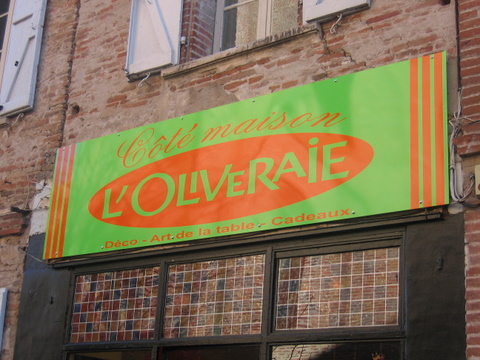 Côté maison
L'OLIVERAIE
Déco - Art de la table - Cadeaux